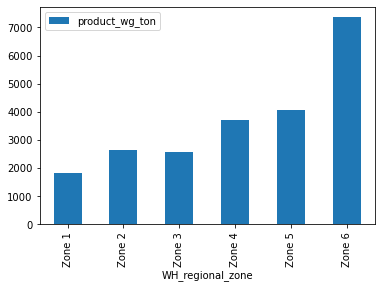 product_wg_ton
7000
6000
5000
4000
3000
2000
1000
0
Zone 1
Zone 2
Zone 3
Zone 4
Zone 5
Zone 6
WH_regional_zone